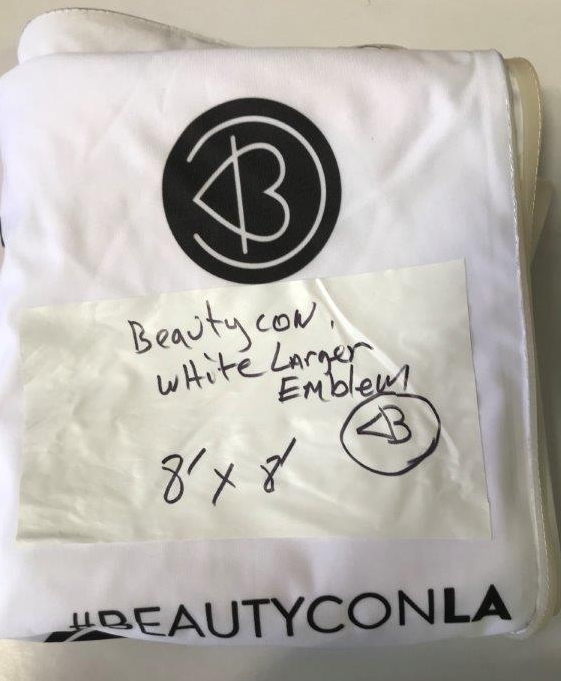 B
Beautycon.
White Larger
Emblem
B
8' x 8'
#BEAUTYCONLA